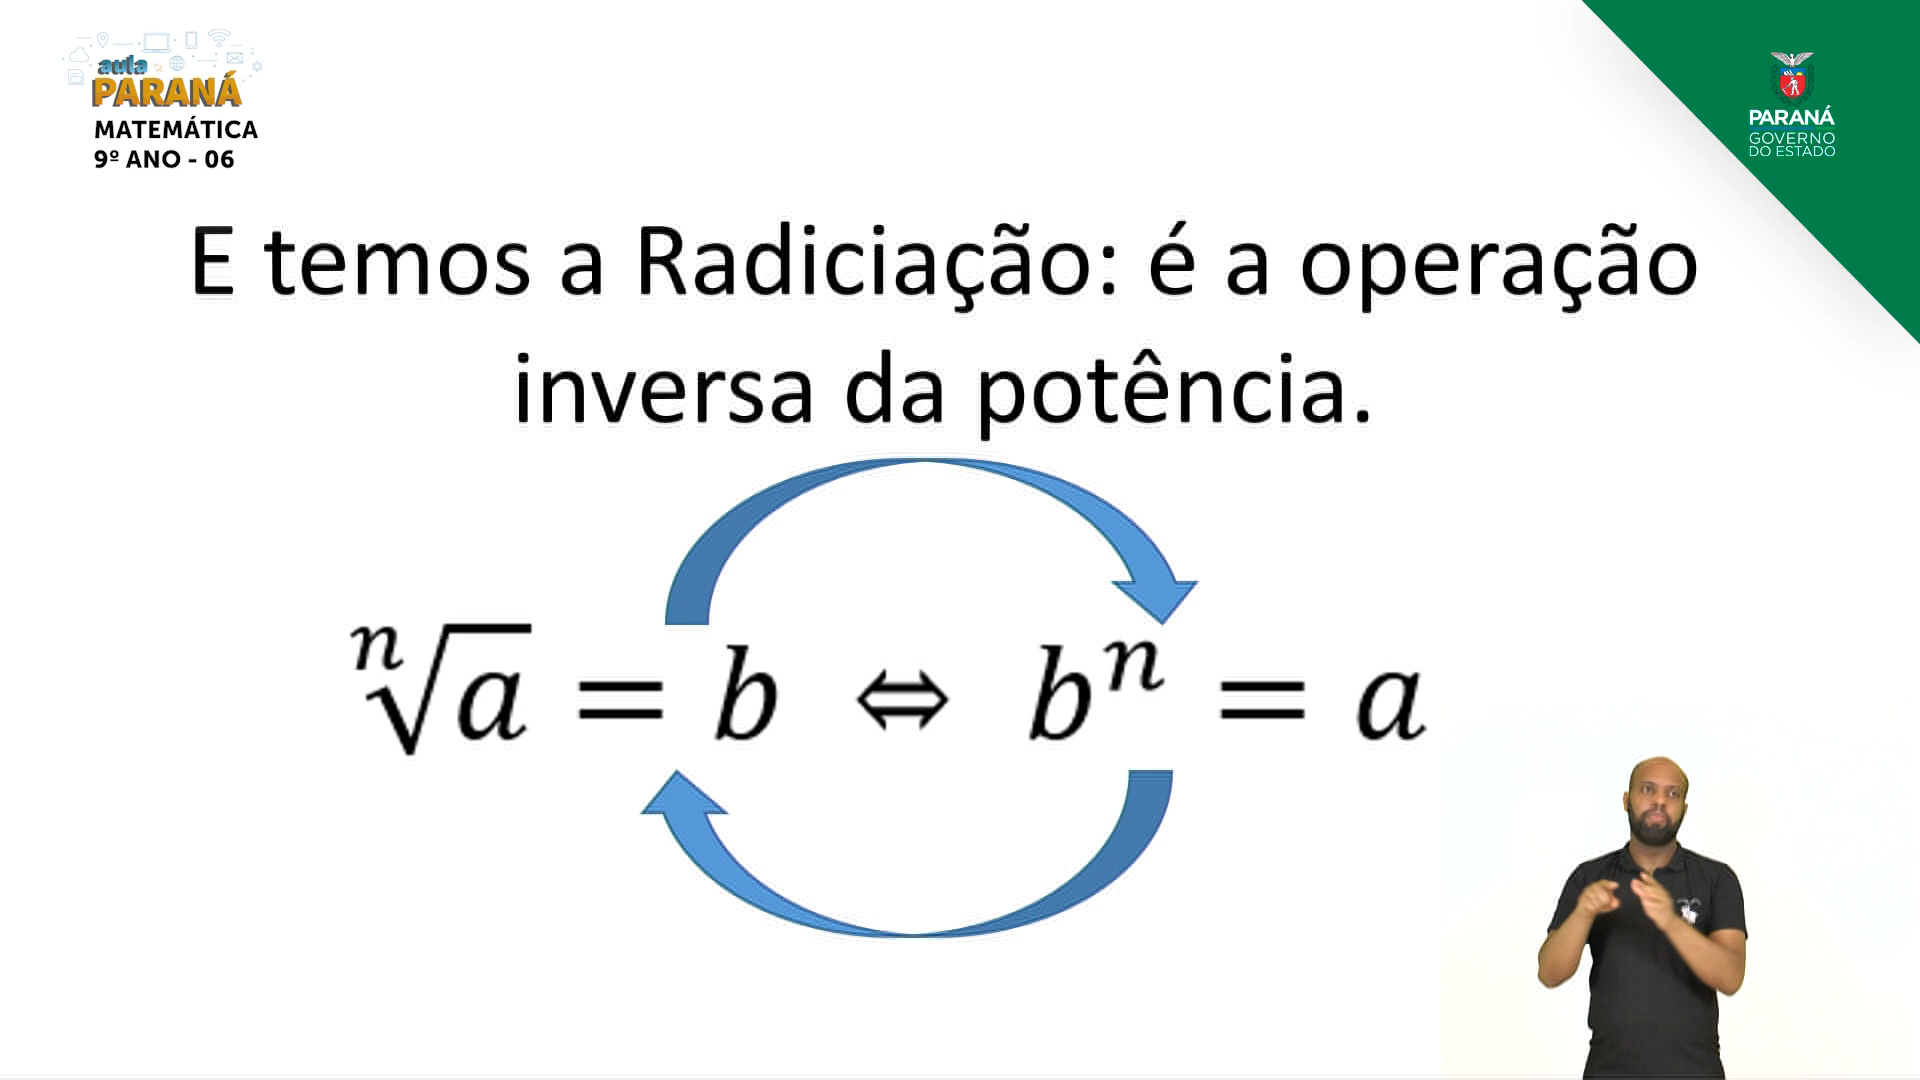 aula
PARANÁ
MATEMÁTICA
9º ANO - 06
PARANÁ
GOVERNO
DO ESTADO
E temos a Radiciação: é a operação
inversa da potência.
ⁿ√a = b ⇔ bⁿ = a